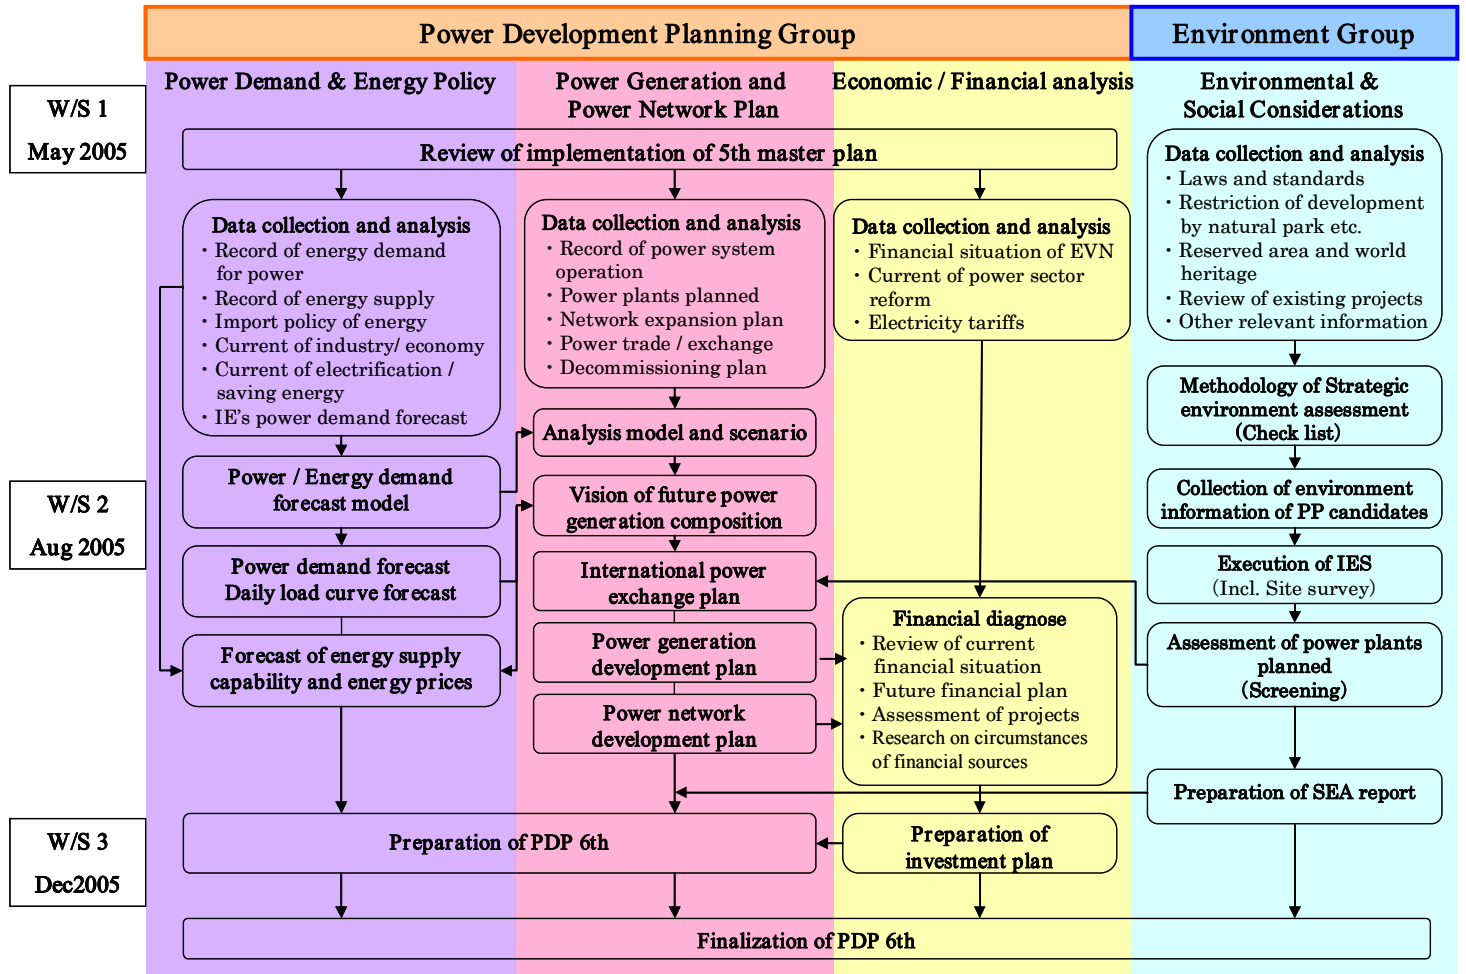 Power Development Planning Group
Environment Group
W/S 1
May 2005
W/S 2
Aug 2005
W/S 3
Dec2005
Power Demand & Energy Policy
Power Generation and
Power Network Plan
Economic / Financial analysis
Environmental &
Social Considerations
Review of implementation of 5th master plan
Data collection and analysis
・Record of energy demand
for power
・Record of energy supply
・Import policy of energy
・Current of industry/ economy
・Current of electrification /
saving energy
・IE’s power demand forecast
Power / Energy demand
forecast model
Power demand forecast
Daily load curve forecast
Forecast of energy supply
capability and energy prices
Data collection and analysis
・Record of power system
operation
・Power plants planned
・Network expansion plan
・Power trade / exchange
・Decommissioning plan
Analysis model and scenario
Vision of future power
generation composition
International power
exchange plan
Power generation
development plan
Power network
development plan
Data collection and analysis
・Financial situation of EVN
・Current of power sector
reform
・Electricity tariffs
Financial diagnose
・Review of current
financial situation
・Future financial plan
・Assessment of projects
・Research on circumstances
of financial sources
Preparation of
investment plan
Data collection and analysis
・Laws and standards
・Restriction of development
by natural park etc.
・Reserved area and world
heritage
・Review of existing projects
・Other relevant information
Methodology of Strategic
environment assessment
(Check list)
Collection of environment
information of PP candidates
Execution of IES
(Incl. Site survey)
Assessment of power plants
planned
(Screening)
Preparation of SEA report
Preparation of PDP 6th
Finalization of PDP 6th